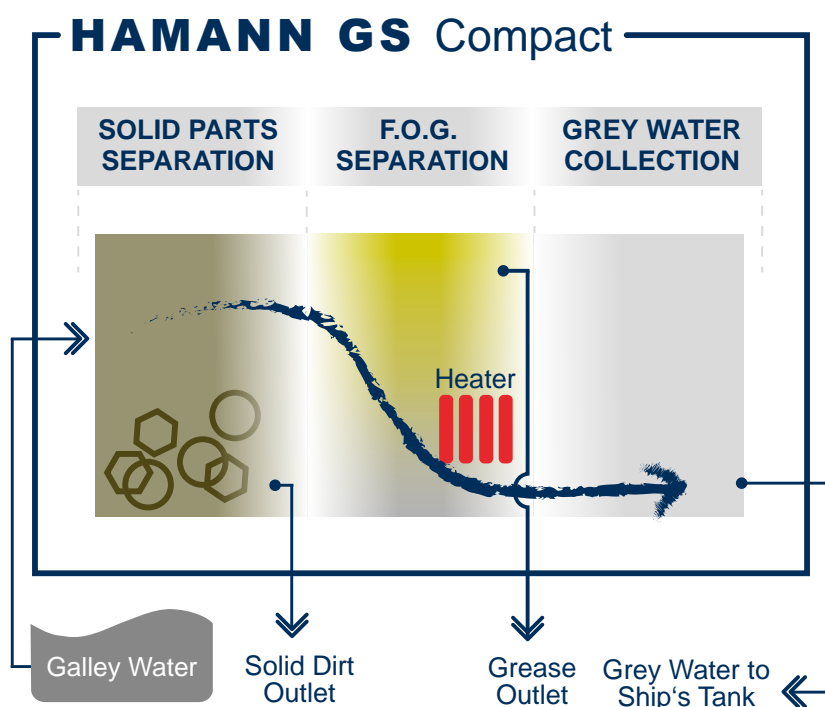 HAMANN GS Compact
SOLID PARTS
SEPARATION
F.O.G.
SEPARATION
GREY WATER
COLLECTION
Heater
Galley Water
Solid Dirt
Outlet
Grease
Outlet
Grey Water to
Ship‘s Tank